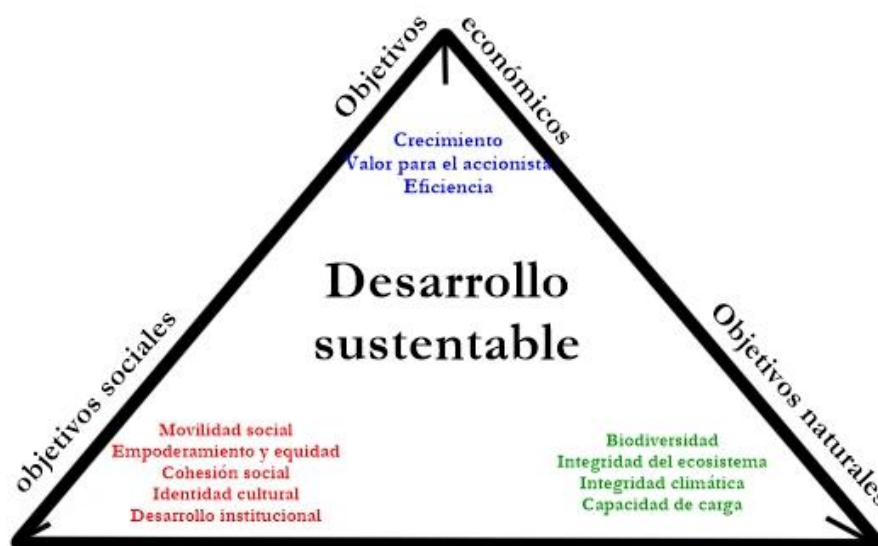 Objetivos
económicos
Crecimiento
Valor para el accionista
Eficiencia
Desarrollo
sustentable
objetivos sociales
Objetivos naturales
Movilidad social
Empoderamiento y equidad
Cohesión social
Identidad cultural
Desarrollo institucional
Biodiversidad
Integridad del ecosistema
Integridad climática
Capacidad de carga